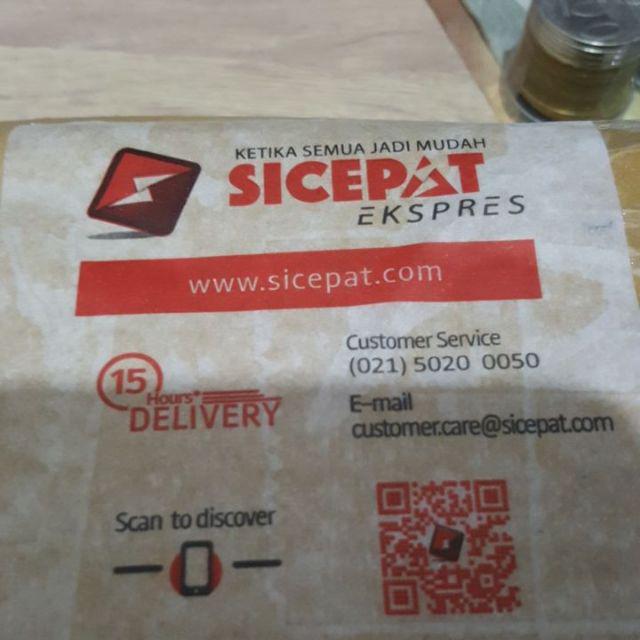 KETIKA SEMUA JADI MUDAH
SICEPAT
EKSPRES
www.sicepat.com
Customer Service
(021) 5020 0050
15
Hours*
DELIVERY
E-mail
customer.care@sicepat.com
Scan to discover